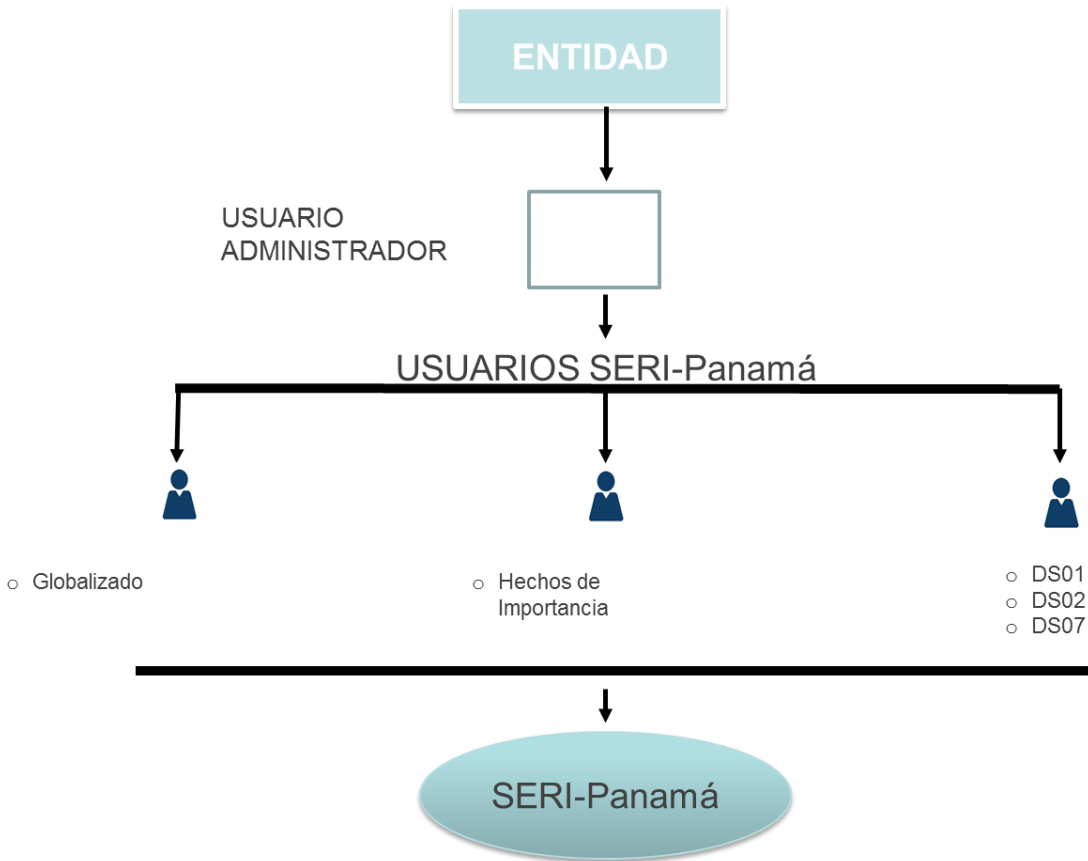 ENTIDAD
USUARIO
ADMINISTRADOR
USUARIOS SERI-Panamá
o Globalizado
o Hechos de
Importancia
o DS01
o DS02
o DS07
SERI-Panamá